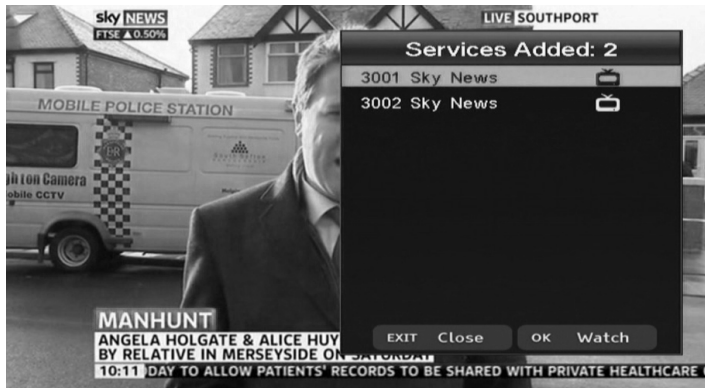 sky NEWS
FTSE ▲0.50%
LIVE SOUTHPORT
Services Added: 2
3001 Sky News
3002 Sky News
MOBILE POLICE STATION
ghton Camera
obile CCTV
MANHUNT
ANGELA HOLGATE & ALICE HUY
BY RELATIVE IN MERSEYSIDE ON SATURDAY
EXIT Close
OK Watch
10:11 DAY TO ALLOW PATIENTS' RECORDS TO BE SHARED WITH PRIVATE HEALTHCARE